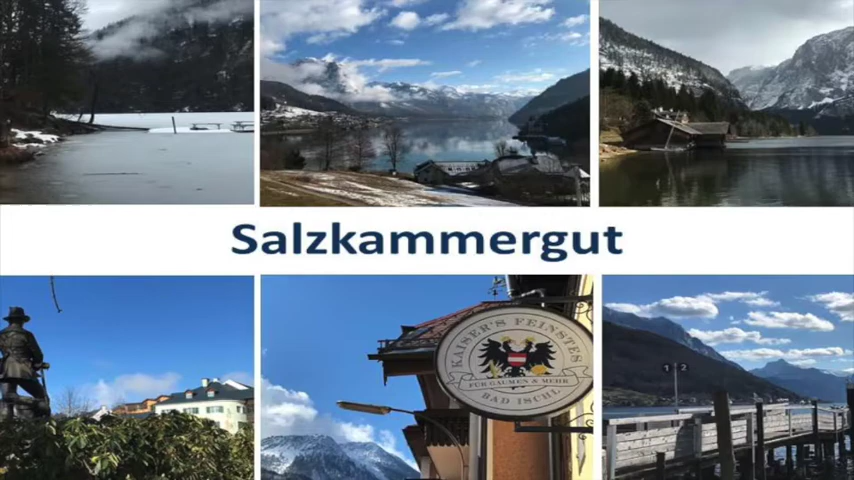 Salzkammergut
KAISER'S FEINSTES
FÜR GAUMEN & MEHR
BAD ISCHL
1 2